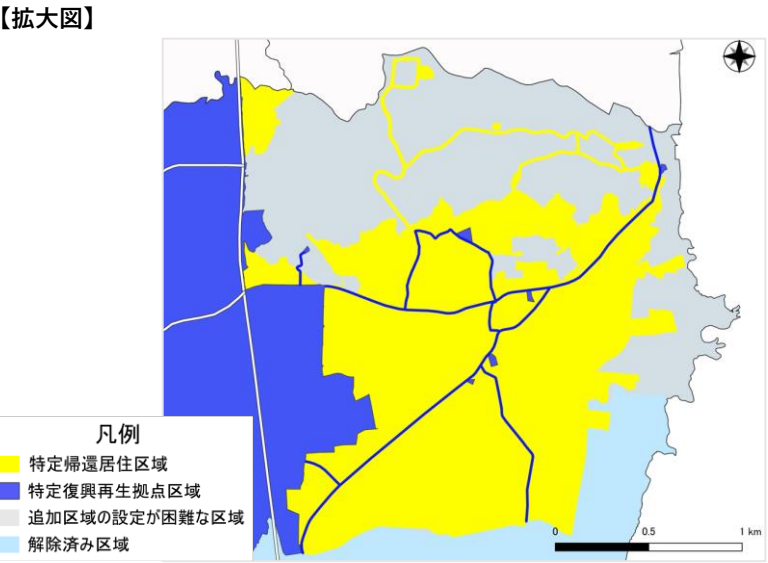 【拡大図】
凡例
特定帰還居住区域
特定復興再生拠点区域
追加区域の設定が困難な区域
解除済み区域
0 0.5 1 km